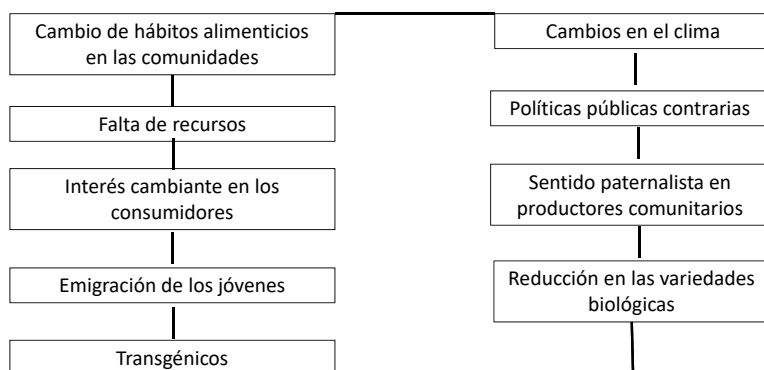 Cambio de hábitos alimenticios
en las comunidades
Falta de recursos
Interés cambiante en los
consumidores
Emigración de los jóvenes
Transgénicos
Cambios en el clima
Políticas públicas contrarias
Sentido paternalista en
productores comunitarios
Reducción en las variedades
biológicas